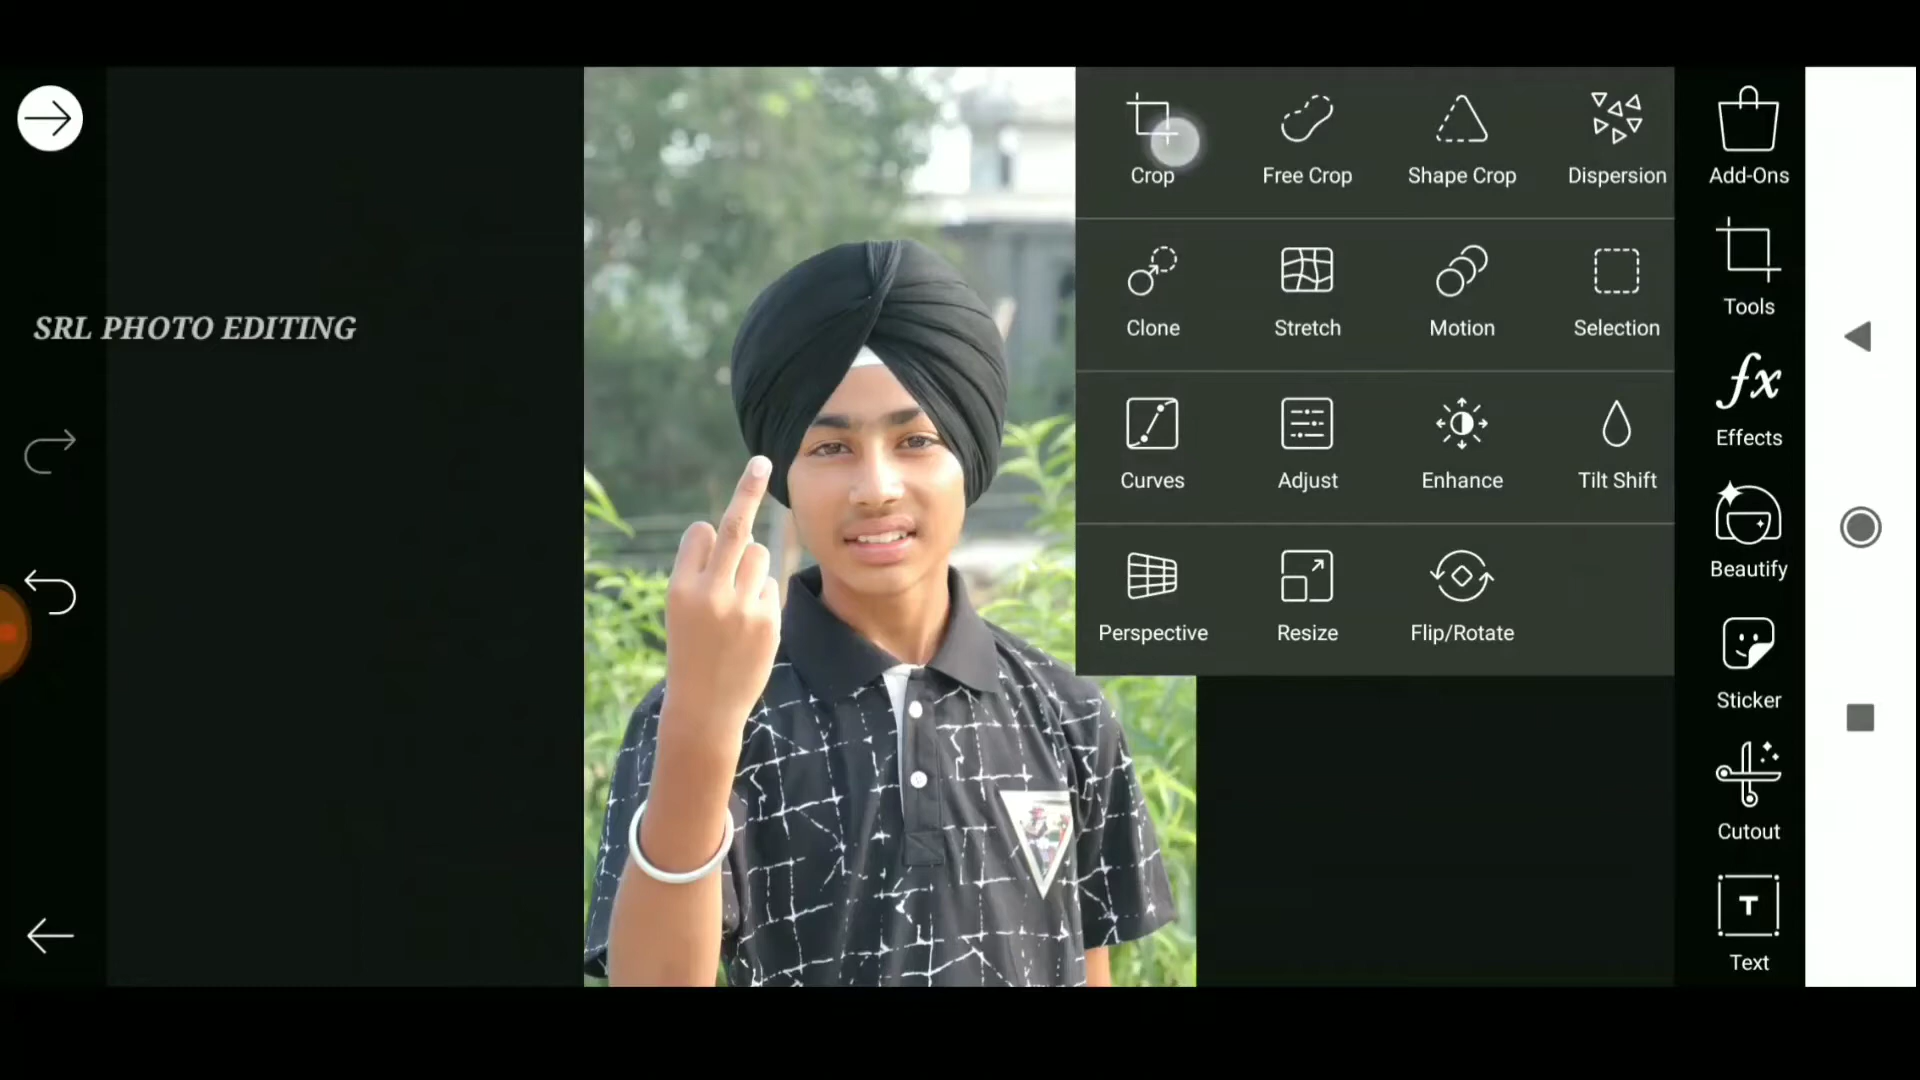 Crop
Free Crop
Shape Crop
Dispersion
Add-Ons
Clone
Stretch
Motion
Selection
Tools
SRL PHOTO EDITING
Curves
Adjust
Enhance
Tilt Shift
fx
Effects
Beautify
Perspective
Resize
Flip/Rotate
Sticker
Cutout
T
Text